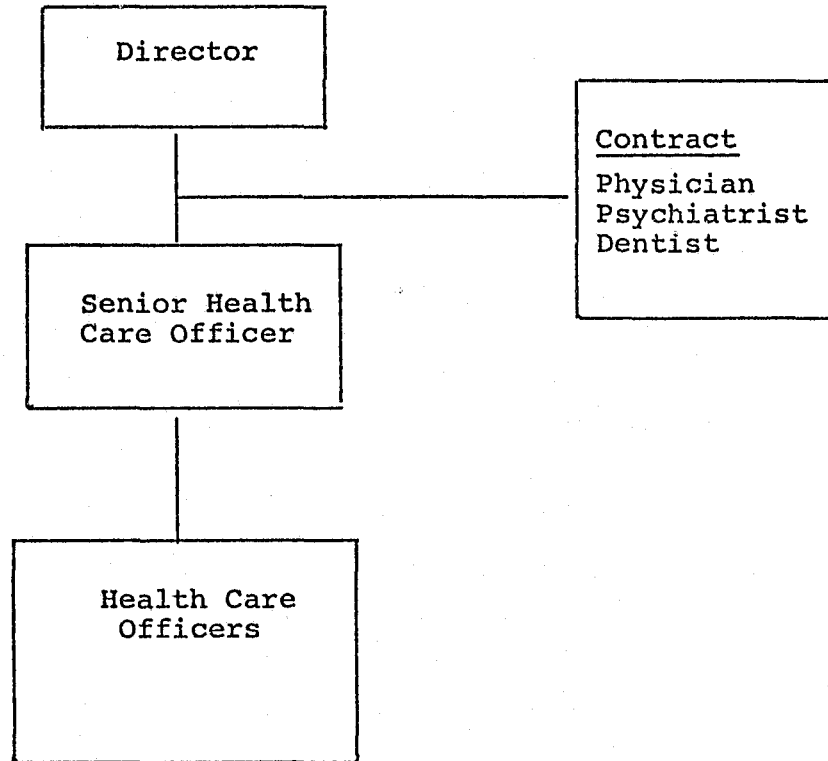 Director
Contract
Physician
Psychiatrist
Dentist
Senior Health
Care Officer
Health Care
Officers